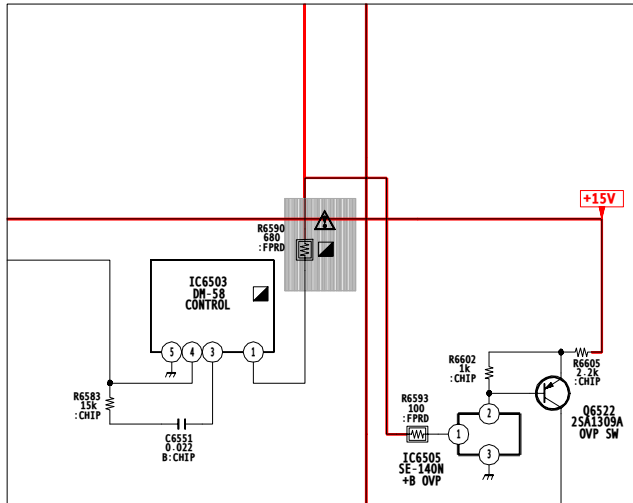 +15V
R6590
680
:FPRD
IC6503
DM-58
CONTROL
5
4
3
1
R6583
15k
:CHIP
C6551
0.022
B:CHIP
R6602
1k
:CHIP
R6605
2.2k
:CHIP
R6593
100
:FPRD
2
1
3
Q6522
2SA1309A
OVP SW
IC6505
SE-140N
+B OVP